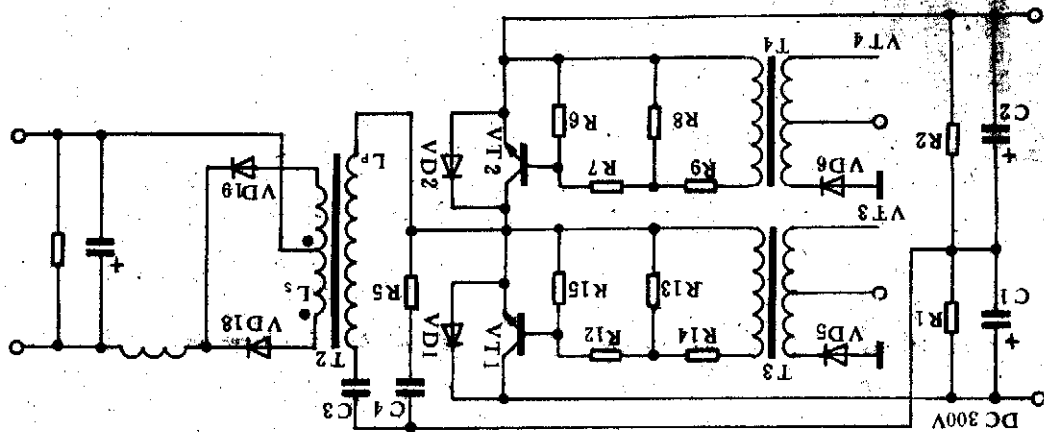 DC 300V
C4
C3
T3
T2
VD5
R14
R12
VT1
VD1
VD18
R1
C1
+
R13
R15
R5
Ls
+
VT3
VD6
R9
R7
VT2
VD2
VD19
R2
C2
+
R8
R6
LP
VT4
T4